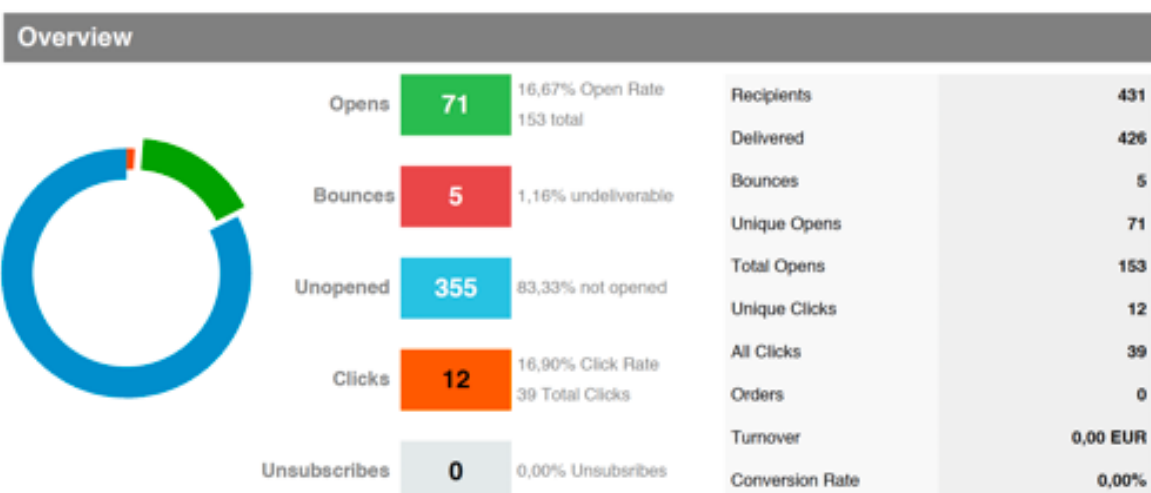 Overview
Opens
71
16,67% Open Rate
153 total
Bounces
5
1,16% undeliverable
Unopened
355
83,33% not opened
Clicks
12
16,90% Click Rate
39 Total Clicks
Unsubscribes
0
0,00% Unsubsribes
Recipients 431
Delivered 426
Bounces 5
Unique Opens 71
Total Opens 153
Unique Clicks 12
All Clicks 39
Orders 0
Turnover 0,00 EUR
Conversion Rate 0,00%